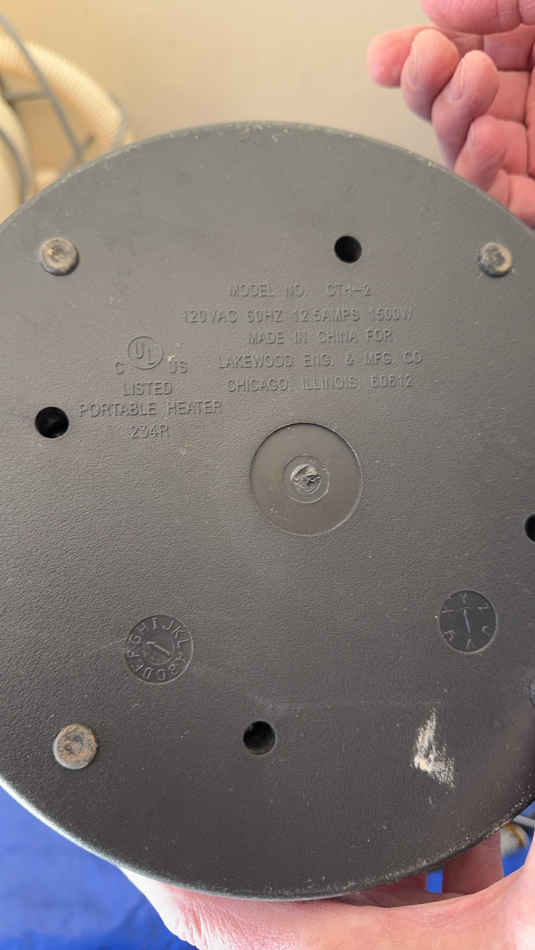 MODEL NO. CTH-2
120VAC 60HZ 12.5AMPS 1500W
MADE IN CHINA FOR
LAKEWOOD ENG. & MFG. CO
CHICAGO, ILLINOIS 60612
C UL US
LISTED
PORTABLE HEATER
234R
ABCDEFGHIJKL